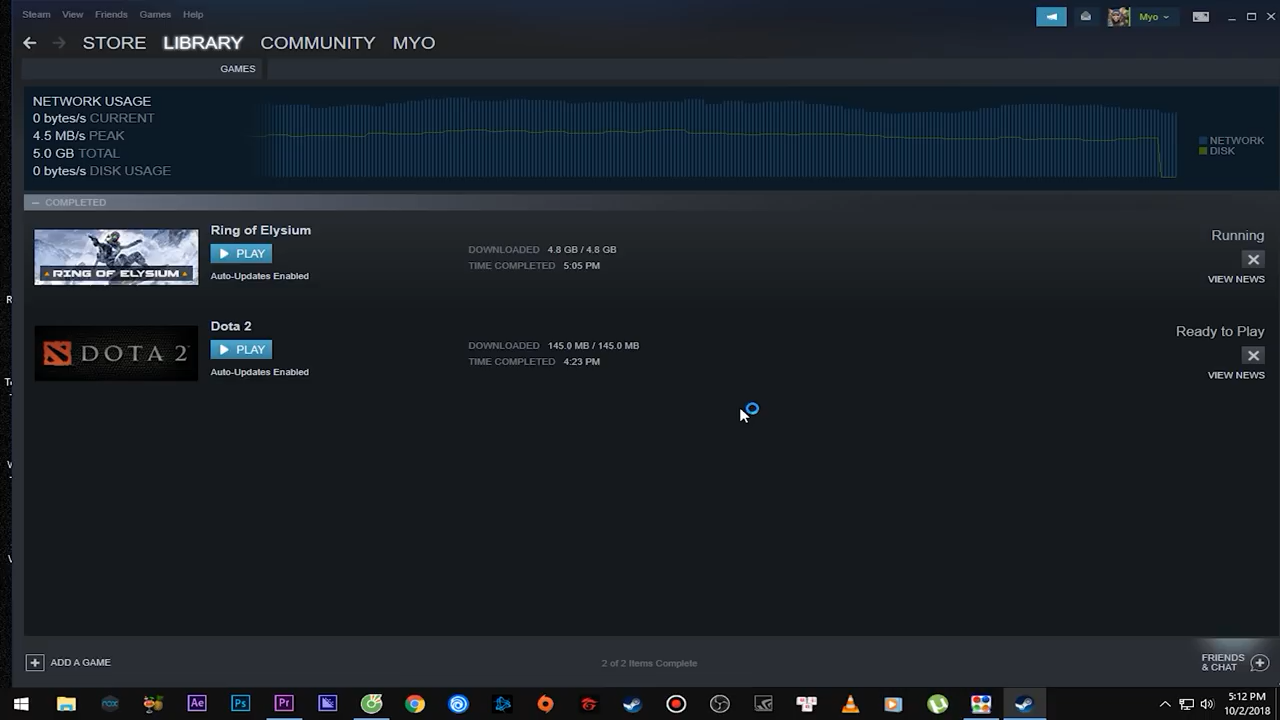 Steam View Friends Games Help
Myo
STORE LIBRARY COMMUNITY MYO
GAMES
NETWORK USAGE
0 bytes/s CURRENT
4.5 MB/s PEAK
5.0 GB TOTAL
0 bytes/s DISK USAGE
NETWORK
DISK
COMPLETED
RING OF ELYSIUM
Ring of Elysium
PLAY
Auto-Updates Enabled
DOWNLOADED 4.8 GB / 4.8 GB
TIME COMPLETED 5:05 PM
Running
VIEW NEWS
DOTA 2
Dota 2
PLAY
Auto-Updates Enabled
DOWNLOADED 145.0 MB / 145.0 MB
TIME COMPLETED 4:23 PM
Ready to Play
VIEW NEWS
ADD A GAME
2 of 2 Items Complete
FRIENDS
& CHAT
Ae Ps Pr
5:12 PM
10/2/2018